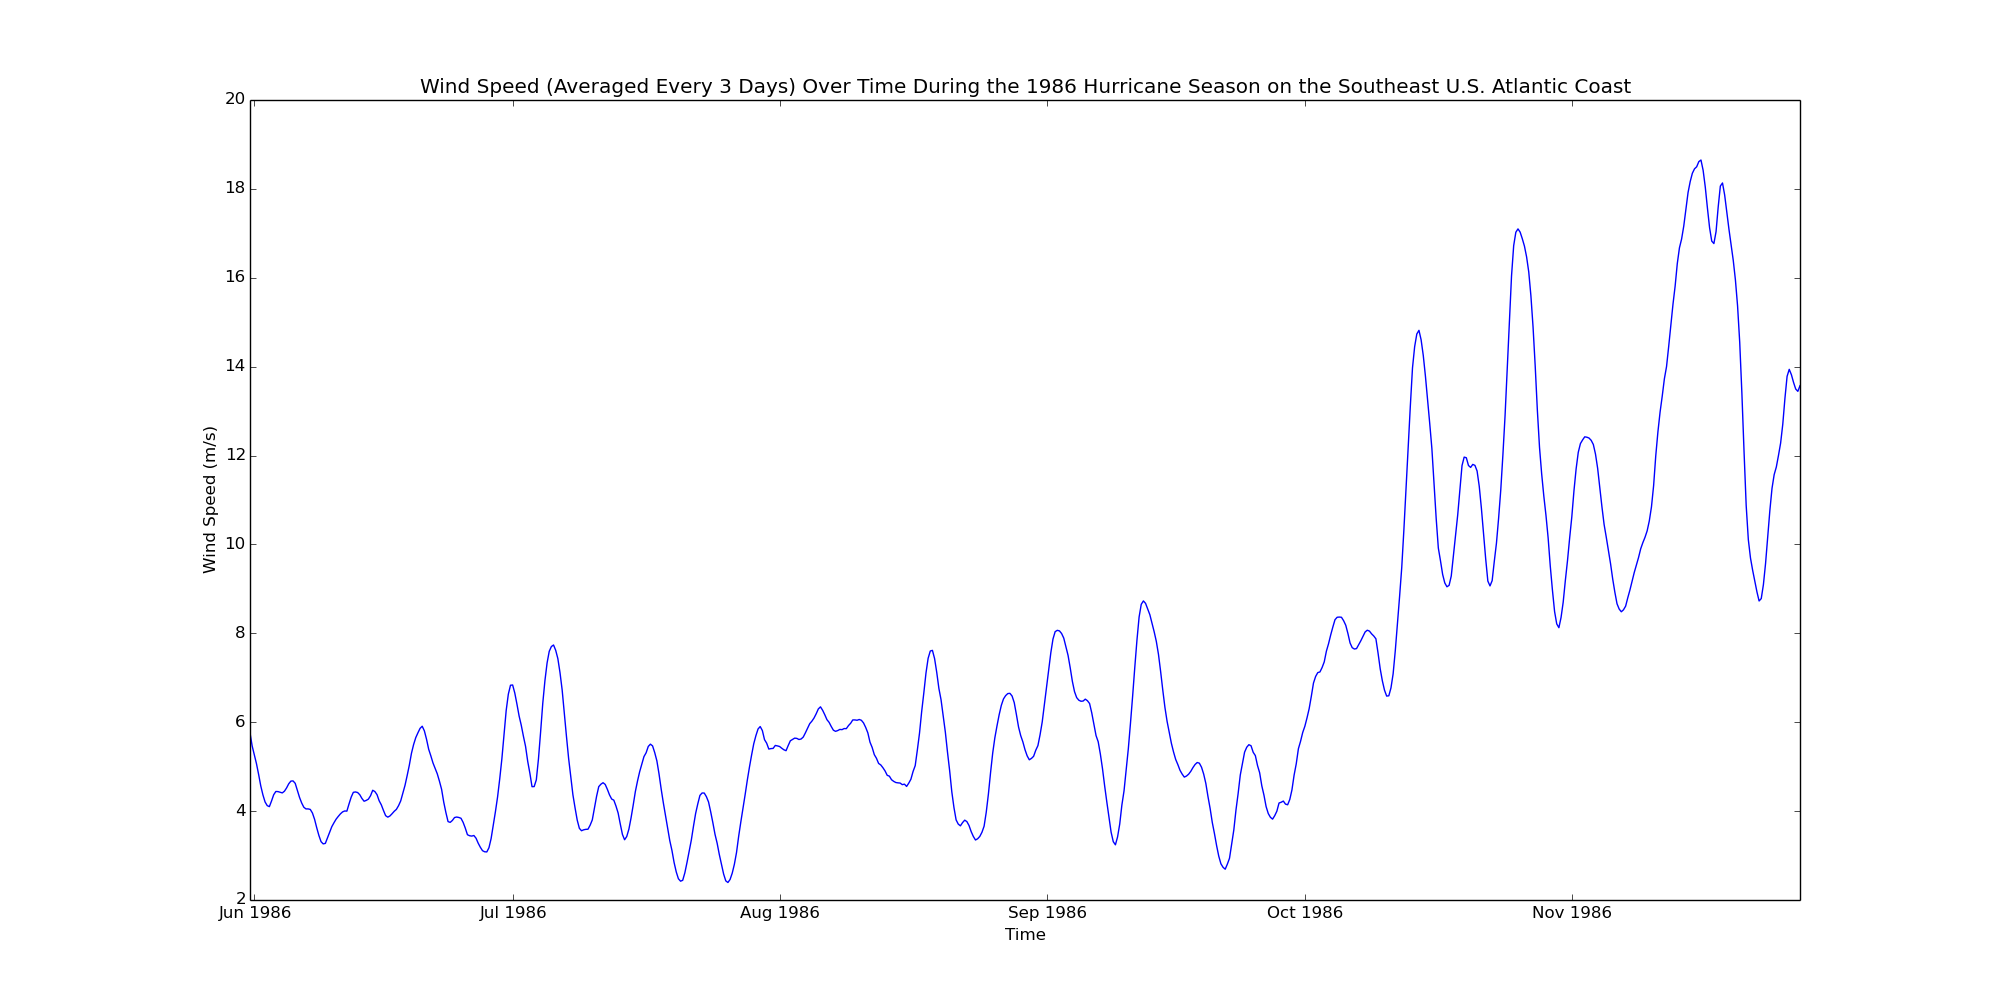 Wind Speed (Averaged Every 3 Days) Over Time During the 1986 Hurricane Season on the Southeast U.S. Atlantic Coast
20
18
16
14
12
10
8
6
4
2
Wind Speed (m/s)
Jun 1986
Jul 1986
Aug 1986
Sep 1986
Oct 1986
Nov 1986
Time